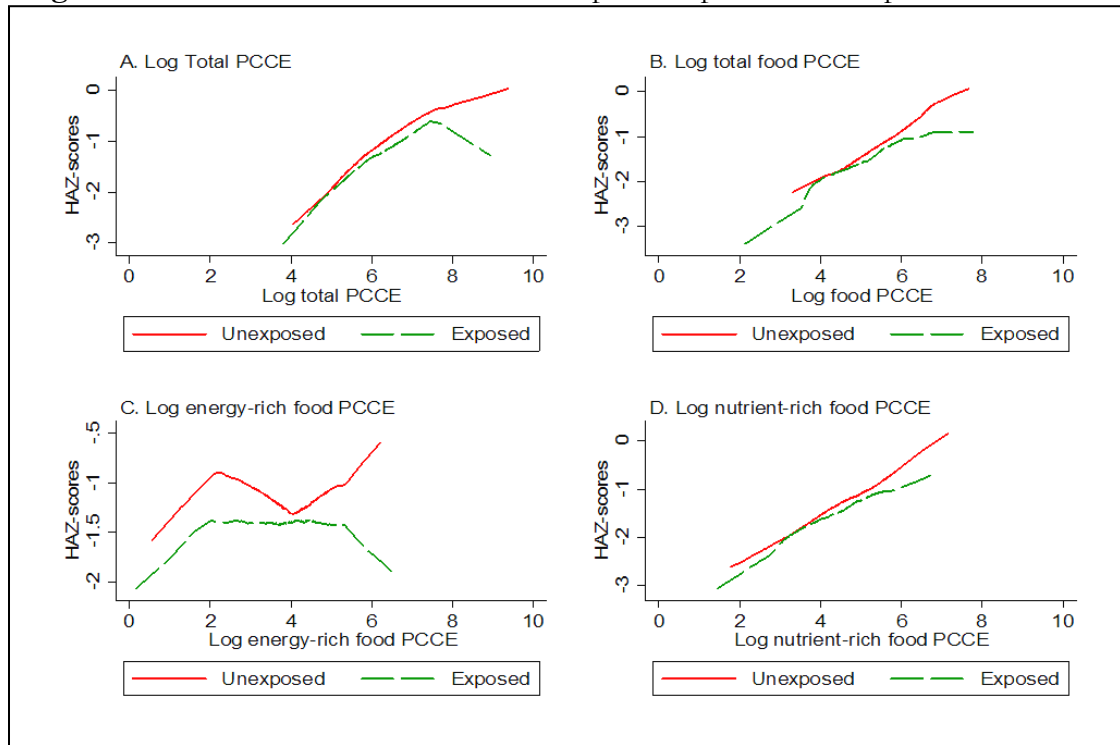 A. Log Total PCCE
HAZ-scores
0
-1
-2
-3
0 2 4 6 8 10
Log total PCCE
Unexposed Exposed
B. Log total food PCCE
HAZ-scores
0
-1
-2
-3
0 2 4 6 8 10
Log food PCCE
Unexposed Exposed
C. Log energy-rich food PCCE
HAZ-scores
-.5
-1
-1.5
-2
0 2 4 6 8 10
Log energy-rich food PCCE
Unexposed Exposed
D. Log nutrient-rich food PCCE
HAZ-scores
0
-1
-2
-3
0 2 4 6 8 10
Log nutrient-rich food PCCE
Unexposed Exposed